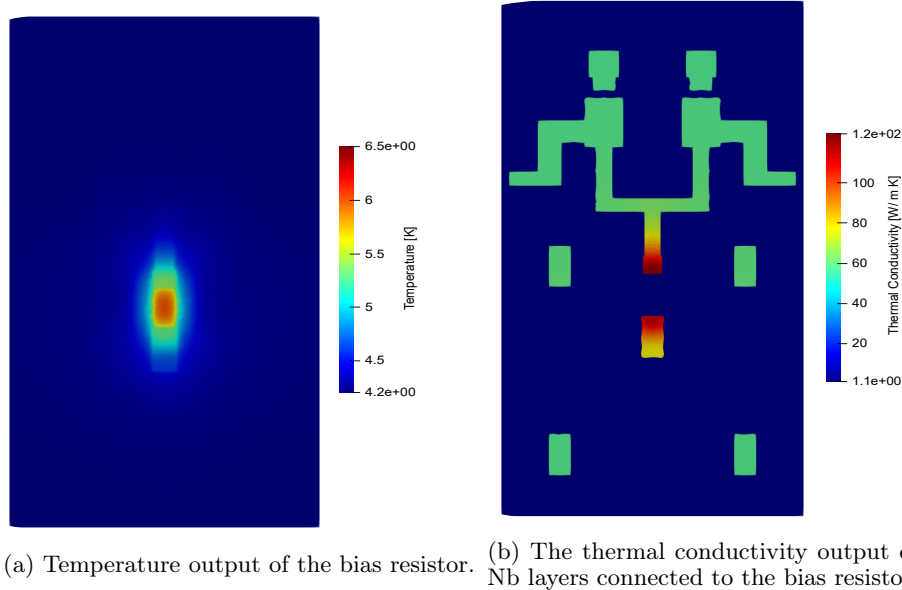 6.5e+00
6
5.5
5
4.5
4.2e+00
Temperature [K]
1.2e+02
100
80
60
40
20
1.1e+00
Thermal Conductivity [W/ m K]
(a) Temperature output of the bias resistor.
(b) The thermal conductivity output
Nb layers connected to the bias